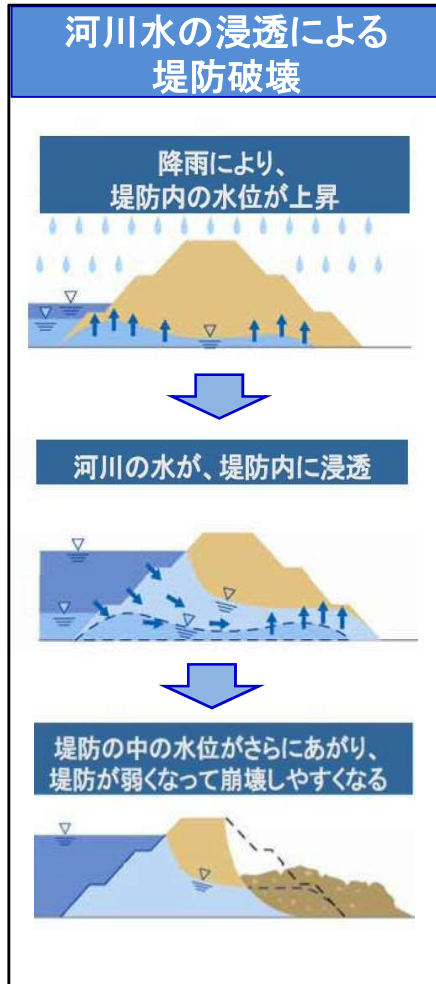 河川水の浸透による
堤防破壊
降雨により、
堤防内の水位が上昇
河川の水が、堤防内に浸透
堤防の中の水位がさらにあがり、
堤防が弱くなって崩壊しやすくなる